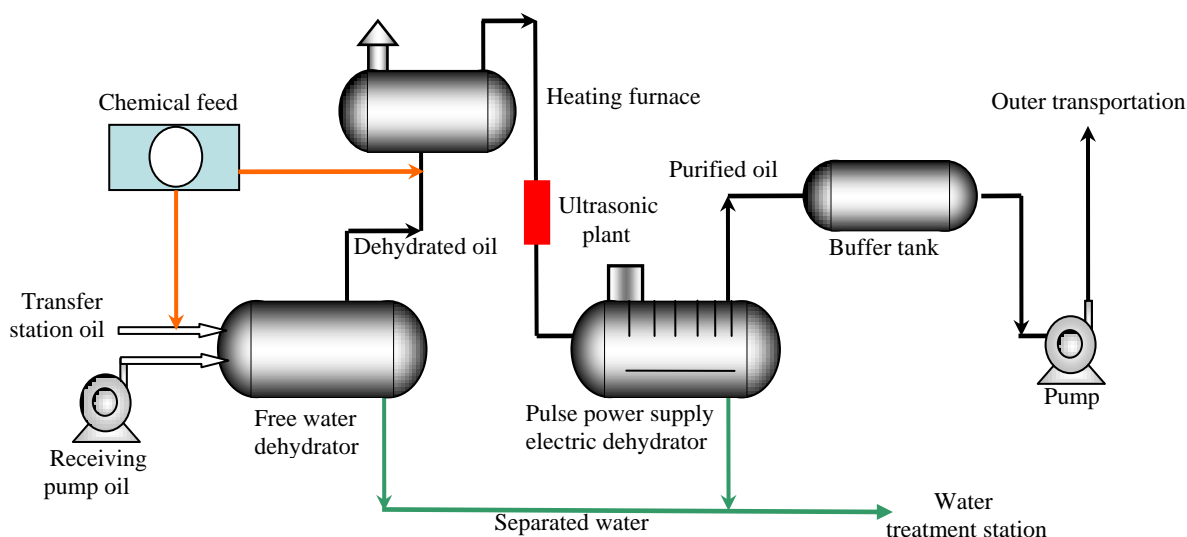 Chemical feed
Heating furnace
Outer transportation
Purified oil
Ultrasonic
plant
Buffer tank
Dehydrated oil
Transfer
station oil
Free water
dehydrator
Pulse power supply
electric dehydrator
Pump
Receiving
pump oil
Separated water
Water
treatment station